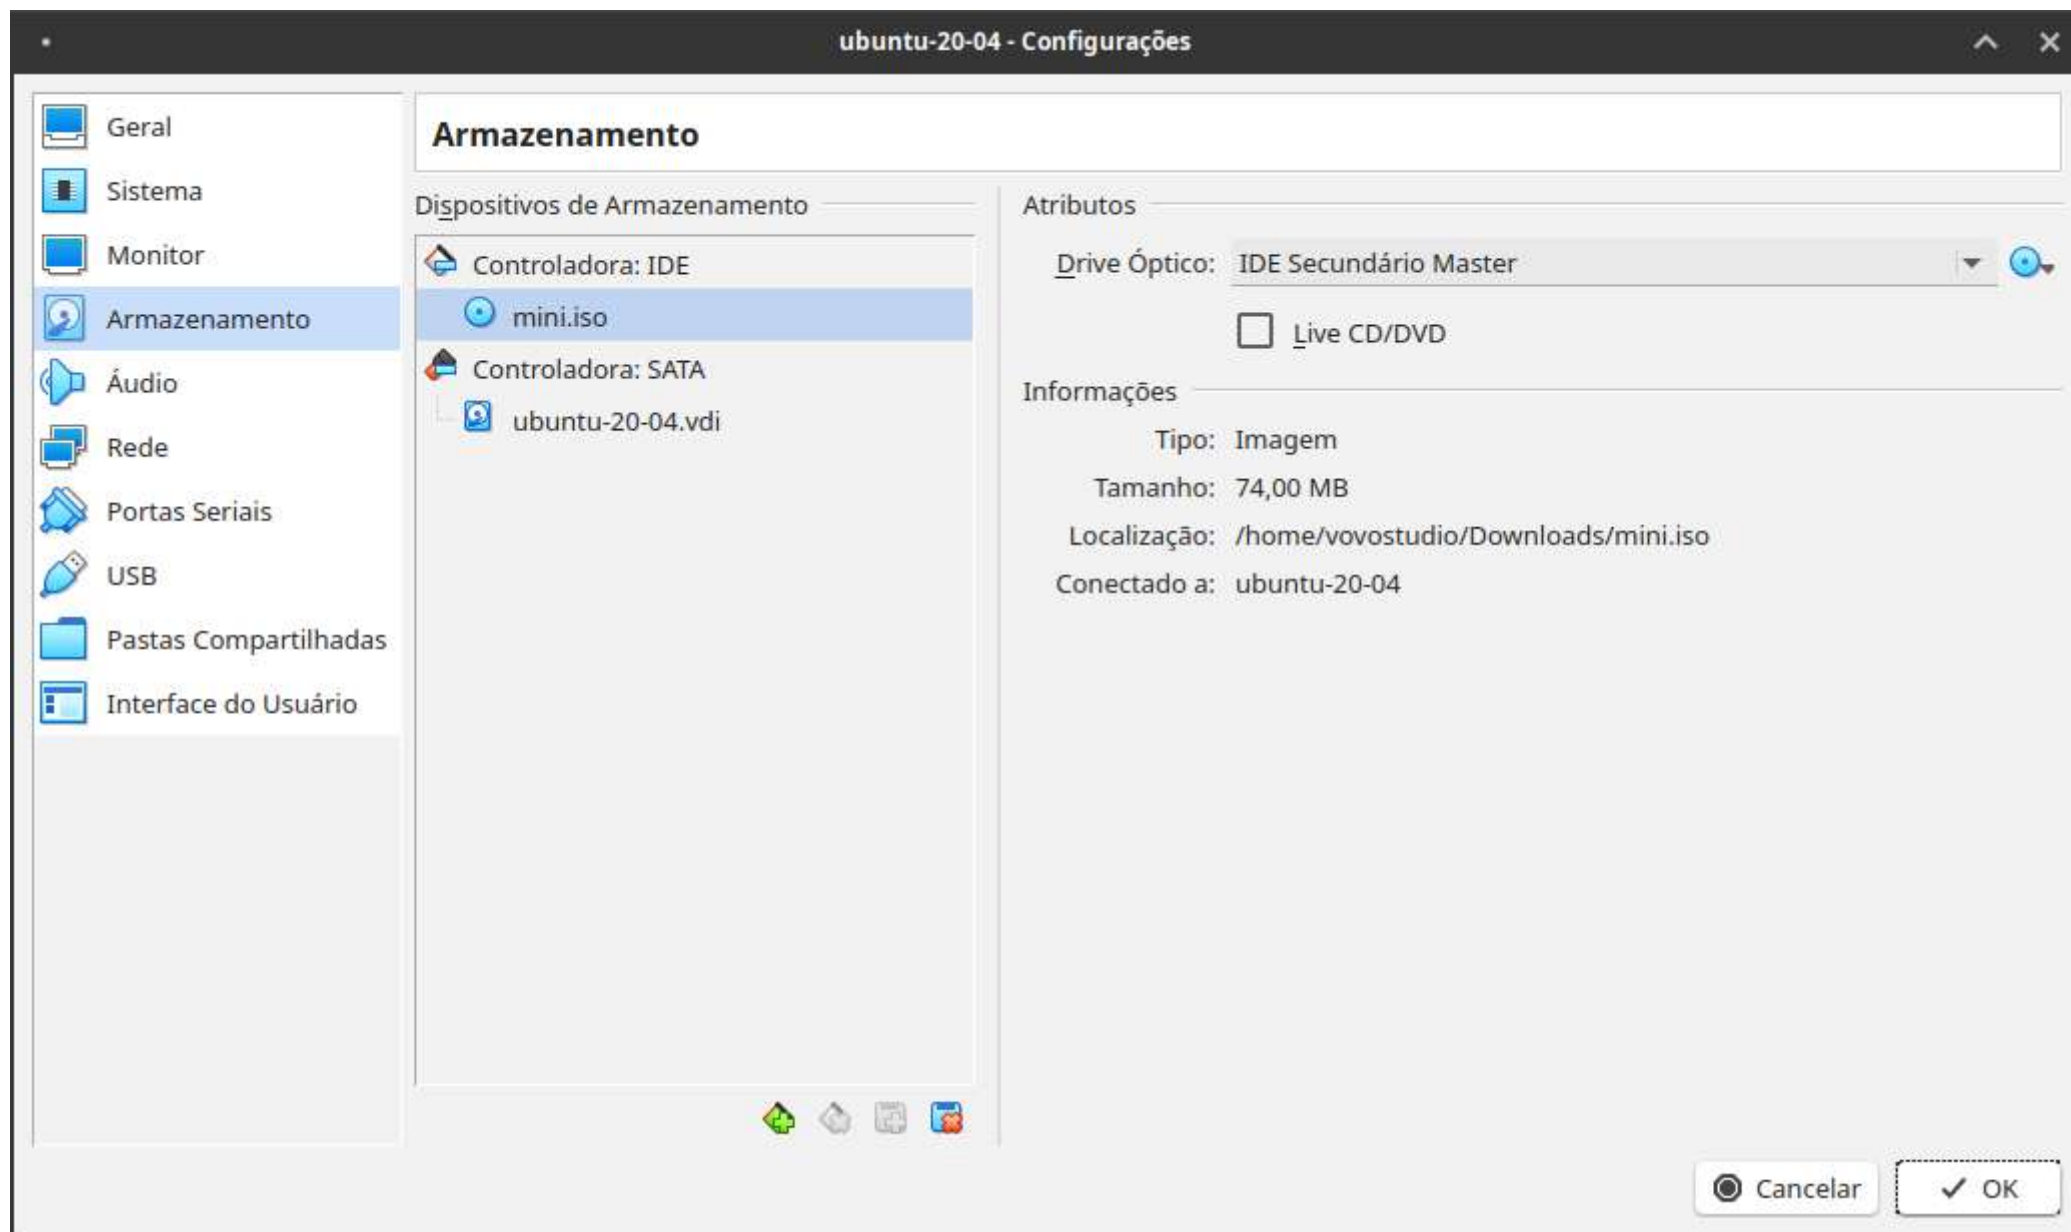 ubuntu-20-04 - Configurações
Geral
Sistema
Monitor
Armazenamento
Áudio
Rede
Portas Seriais
USB
Pastas Compartilhadas
Interface do Usuário
Armazenamento
Dispositivos de Armazenamento
Controladora: IDE
mini.iso
Controladora: SATA
ubuntu-20-04.vdi
Atributos
Drive Óptico: IDE Secundário Master
Live CD/DVD
Informações
Tipo: Imagem
Tamanho: 74,00 MB
Localização: /home/vovostudio/Downloads/mini.iso
Conectado a: ubuntu-20-04
Cancelar OK